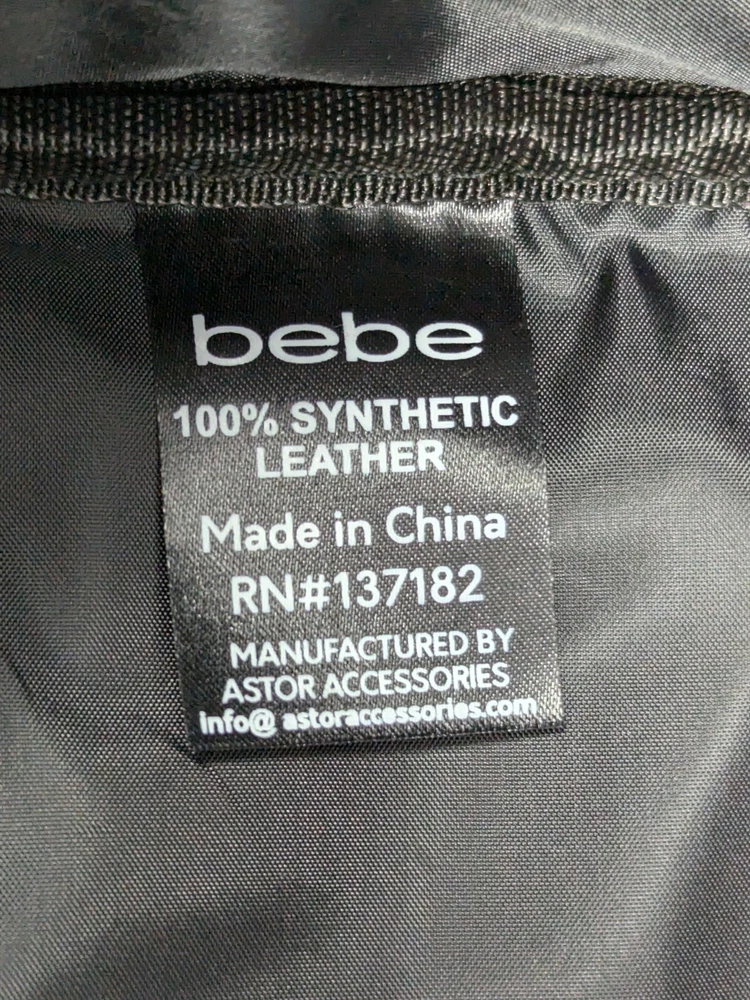 bebe
100% SYNTHETIC
LEATHER
Made in China
RN#137182
MANUFACTURED BY
ASTOR ACCESSORIES
info@ astoraccessories.com